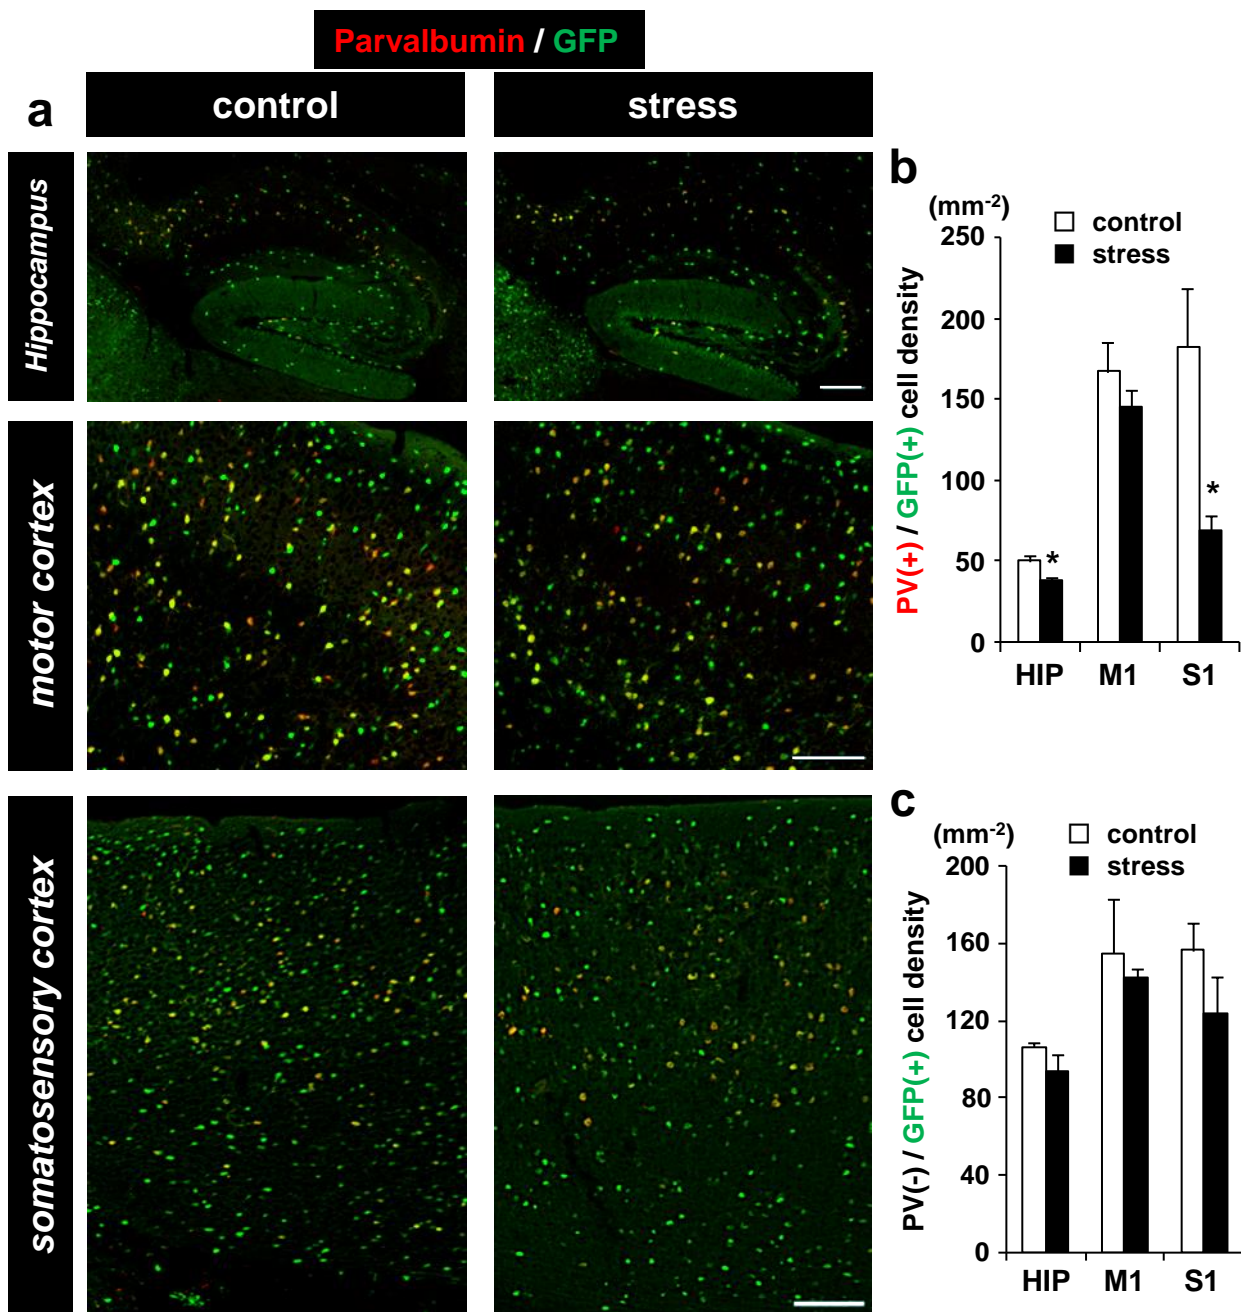 Parvalbumin / GFP
a
control
stress
Hippocampus
motor cortex
somatosensory cortex
b
(mm-2)
control
stress
250
200
150
100
50
0
PV(+) / GFP(+) cell density
*
*
HIP M1 S1
c
(mm-2)
control
stress
200
160
120
80
40
0
PV(-) / GFP(+) cell density
HIP M1 S1